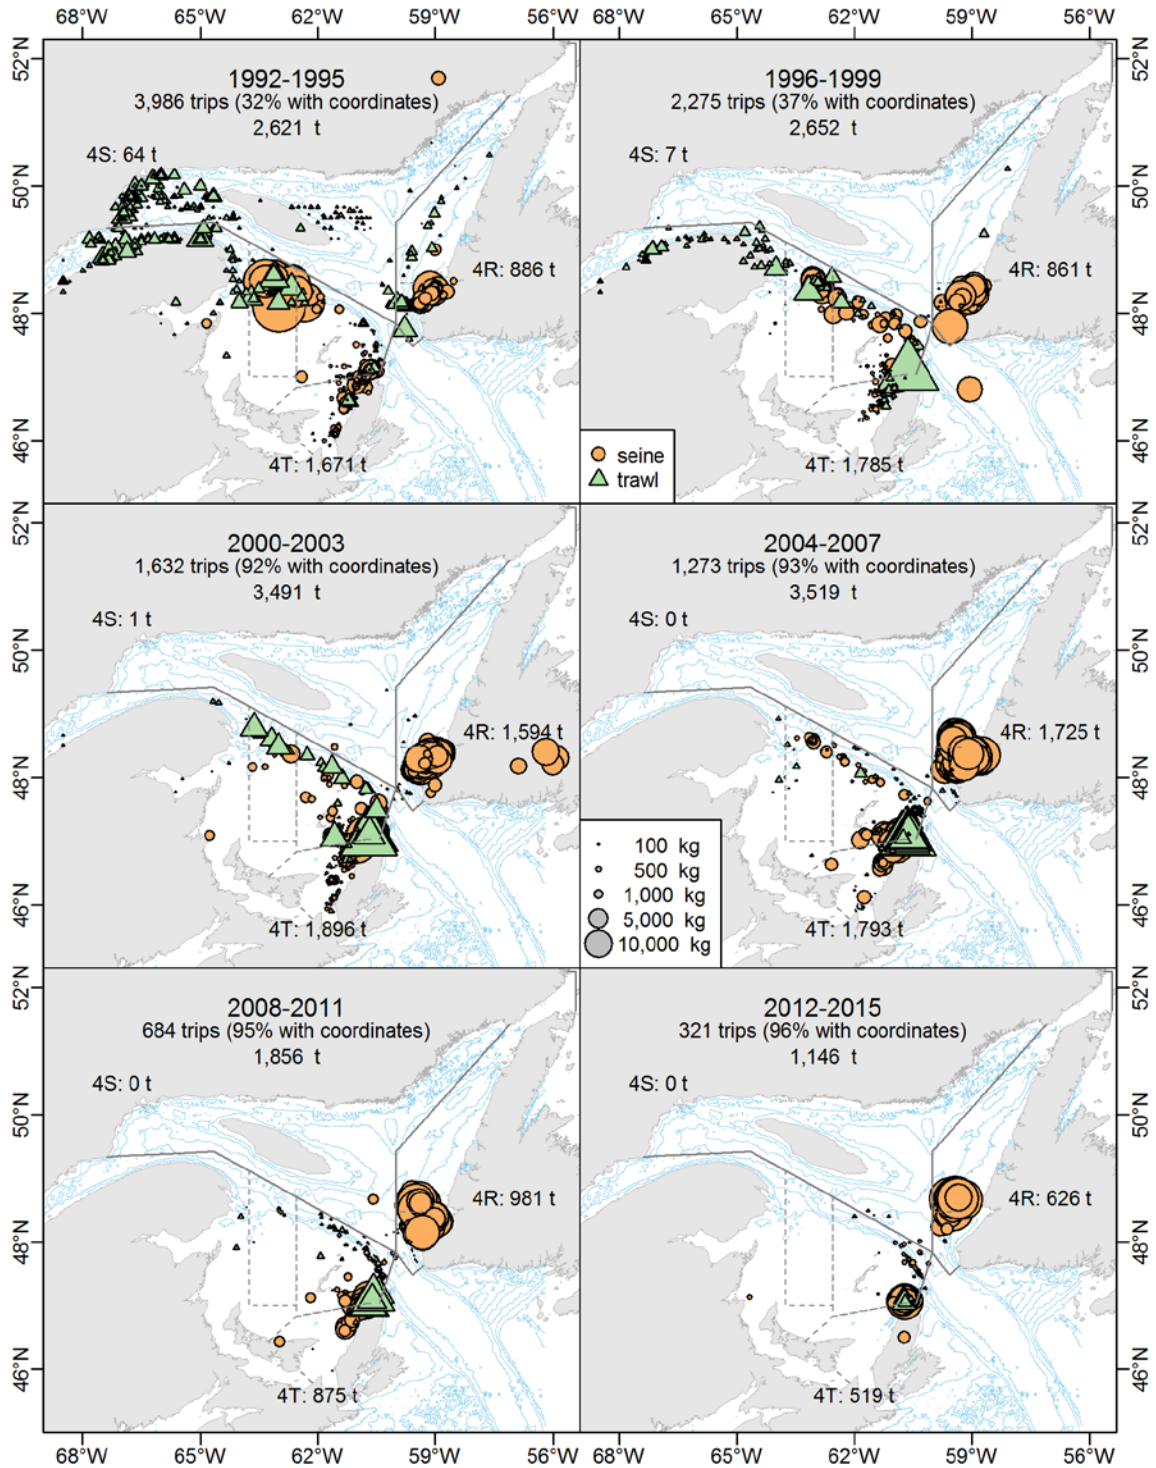 68°W 65°W 62°W 59°W 56°W 68°W 65°W 62°W 59°W 56°W
52°N
50°N
48°N
46°N
1992-1995
3,986 trips (32% with coordinates)
2,621 t
4S: 64 t
4R: 886 t
4T: 1,671 t
1996-1999
2,275 trips (37% with coordinates)
2,652 t
4S: 7 t
4R: 861 t
4T: 1,785 t
seine
trawl
52°N
50°N
48°N
46°N
52°N
50°N
48°N
46°N
2000-2003
1,632 trips (92% with coordinates)
3,491 t
4S: 1 t
4R: 1,594 t
4T: 1,896 t
2004-2007
1,273 trips (93% with coordinates)
3,519 t
4S: 0 t
4R: 1,725 t
4T: 1,793 t
100 kg
500 kg
1,000 kg
5,000 kg
10,000 kg
52°N
50°N
48°N
46°N
52°N
50°N
48°N
46°N
2008-2011
684 trips (95% with coordinates)
1,856 t
4S: 0 t
4R: 981 t
4T: 875 t
2012-2015
321 trips (96% with coordinates)
1,146 t
4S: 0 t
4R: 626 t
4T: 519 t
52°N
50°N
48°N
46°N
68°W 65°W 62°W 59°W 56°W 68°W 65°W 62°W 59°W 56°W